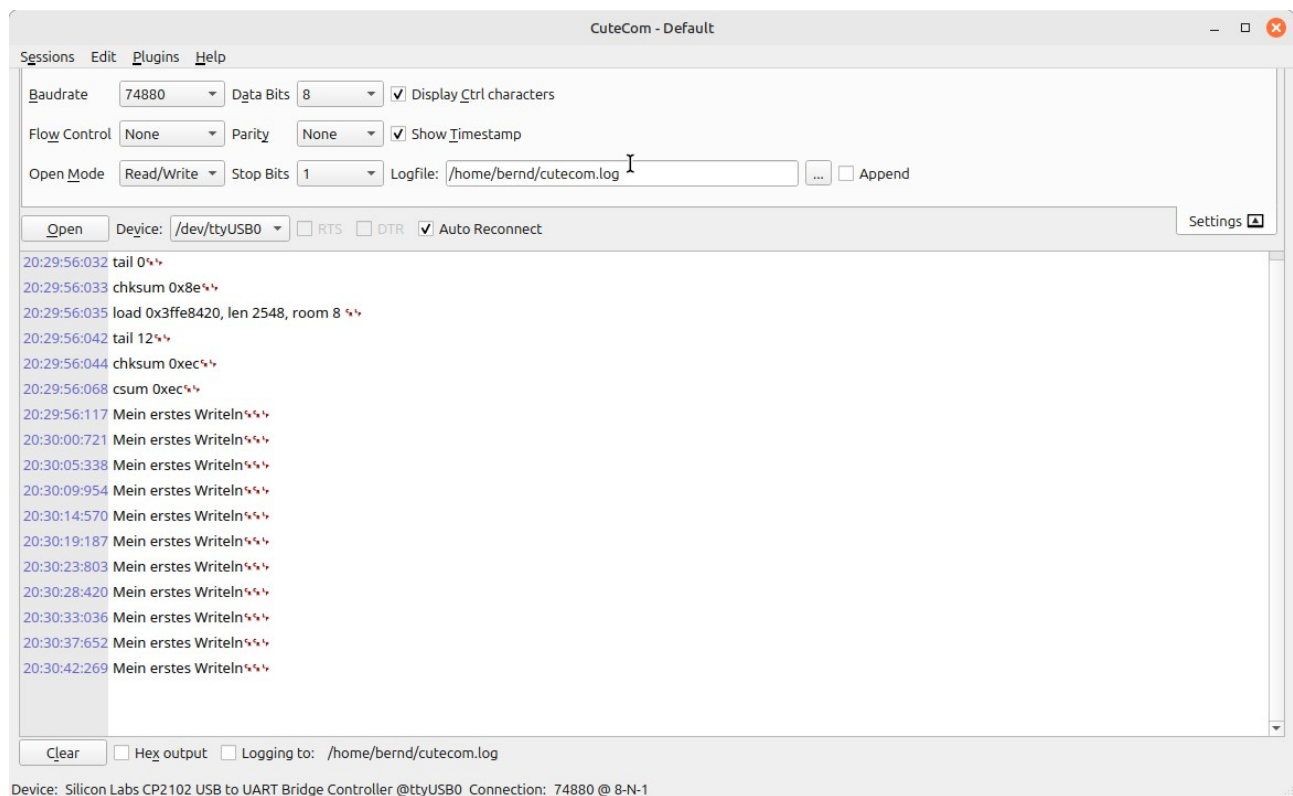 CuteCom - Default
Sessions Edit Plugins Help
Baudrate 74880 Data Bits 8 Display Ctrl characters
Flow Control None Parity None Show Timestamp
Open Mode Read/Write Stop Bits 1 Logfile: /home/bernd/cutecom.log ... Append
Open Device: /dev/ttyUSB0 RTS DTR Auto Reconnect Settings
20:29:56:032 tail 0␍␊
20:29:56:033 chksum 0x8e␍␊
20:29:56:035 load 0x3ffe8420, len 2548, room 8 ␍␊
20:29:56:042 tail 12␍␊
20:29:56:044 chksum 0xec␍␊
20:29:56:068 csum 0xec␍␊
20:29:56:117 Mein erstes Writeln␍␍␊
20:30:00:721 Mein erstes Writeln␍␍␊
20:30:05:338 Mein erstes Writeln␍␍␊
20:30:09:954 Mein erstes Writeln␍␍␊
20:30:14:570 Mein erstes Writeln␍␍␊
20:30:19:187 Mein erstes Writeln␍␍␊
20:30:23:803 Mein erstes Writeln␍␍␊
20:30:28:420 Mein erstes Writeln␍␍␊
20:30:33:036 Mein erstes Writeln␍␍␊
20:30:37:652 Mein erstes Writeln␍␍␊
20:30:42:269 Mein erstes Writeln␍␍␊
Clear Hex output Logging to: /home/bernd/cutecom.log
Device: Silicon Labs CP2102 USB to UART Bridge Controller @ttyUSB0 Connection: 74880 @ 8-N-1